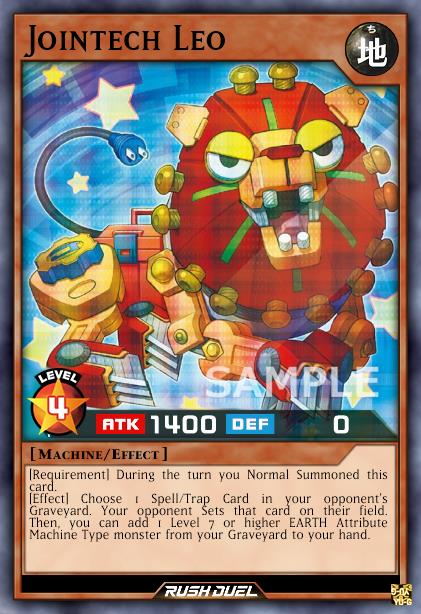 Jointech Leo
ち
地
SAMPLE
LEVEL
4
ATK 1400 DEF 0
[Machine/Effect]
[Requirement] During the turn you Normal Summoned this
card.
[Effect] Choose 1 Spell/Trap Card in your opponent's
Graveyard. Your opponent Sets that card on their field.
Then, you can add 1 Level 7 or higher EARTH Attribute
Machine Type monster from your Graveyard to your hand.
RUSH DUEL